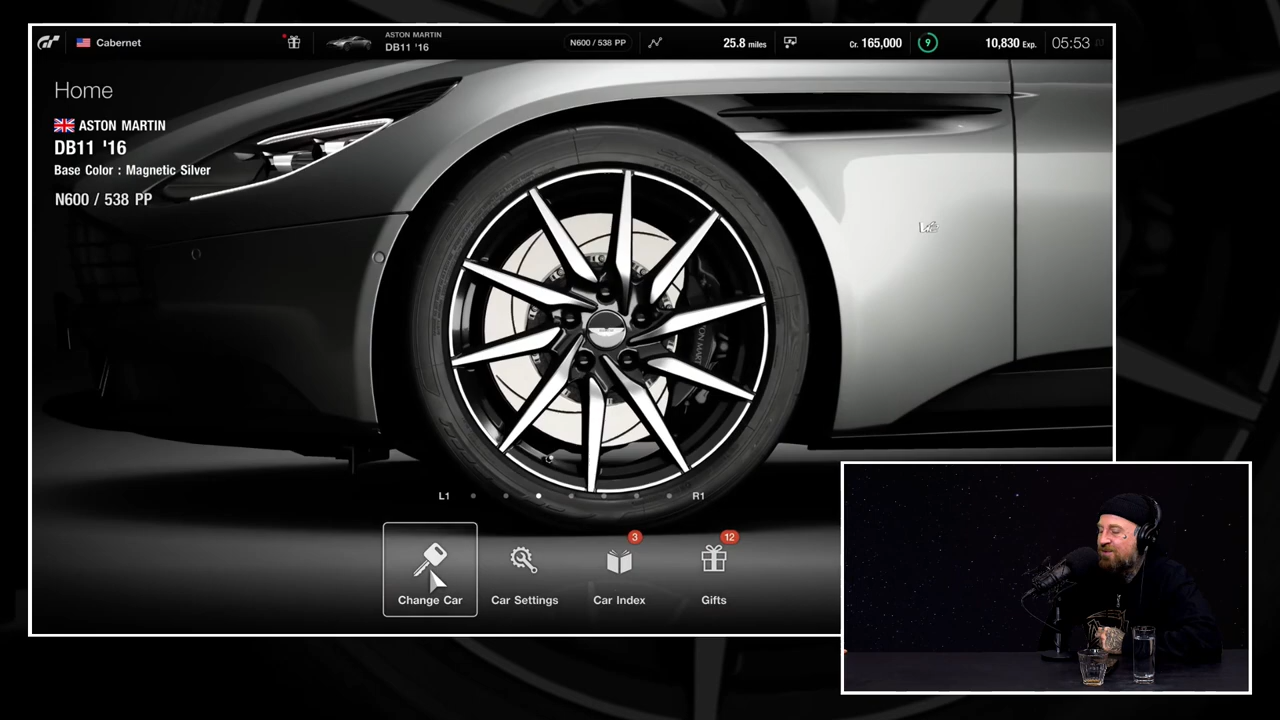 GT
Cabernet
ASTON MARTIN
DB11 '16
N600 / 538 PP
25.8 miles
Cr. 165,000
9
10,830 Exp.
05:53
Home
ASTON MARTIN
DB11 '16
Base Color : Magnetic Silver
N600 / 538 PP
V12
L1
R1
3
12
Change Car
Car Settings
Car Index
Gifts